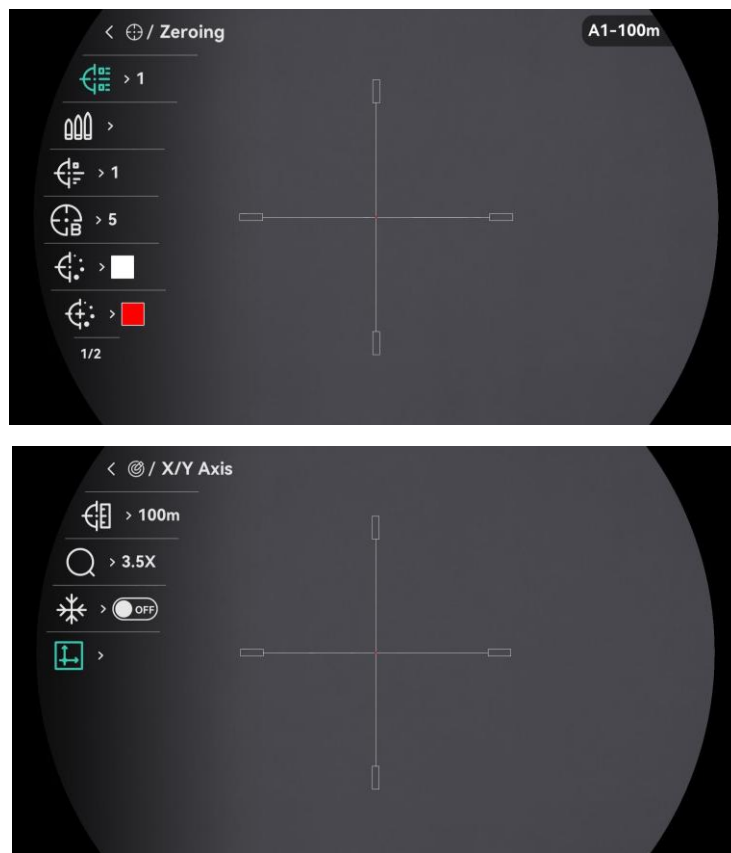 < / Zeroing
A1-100m
> 1
>
> 1
B > 5
>
>
1/2
< / X/Y Axis
> 100m
> 3.5X
> OFF
>